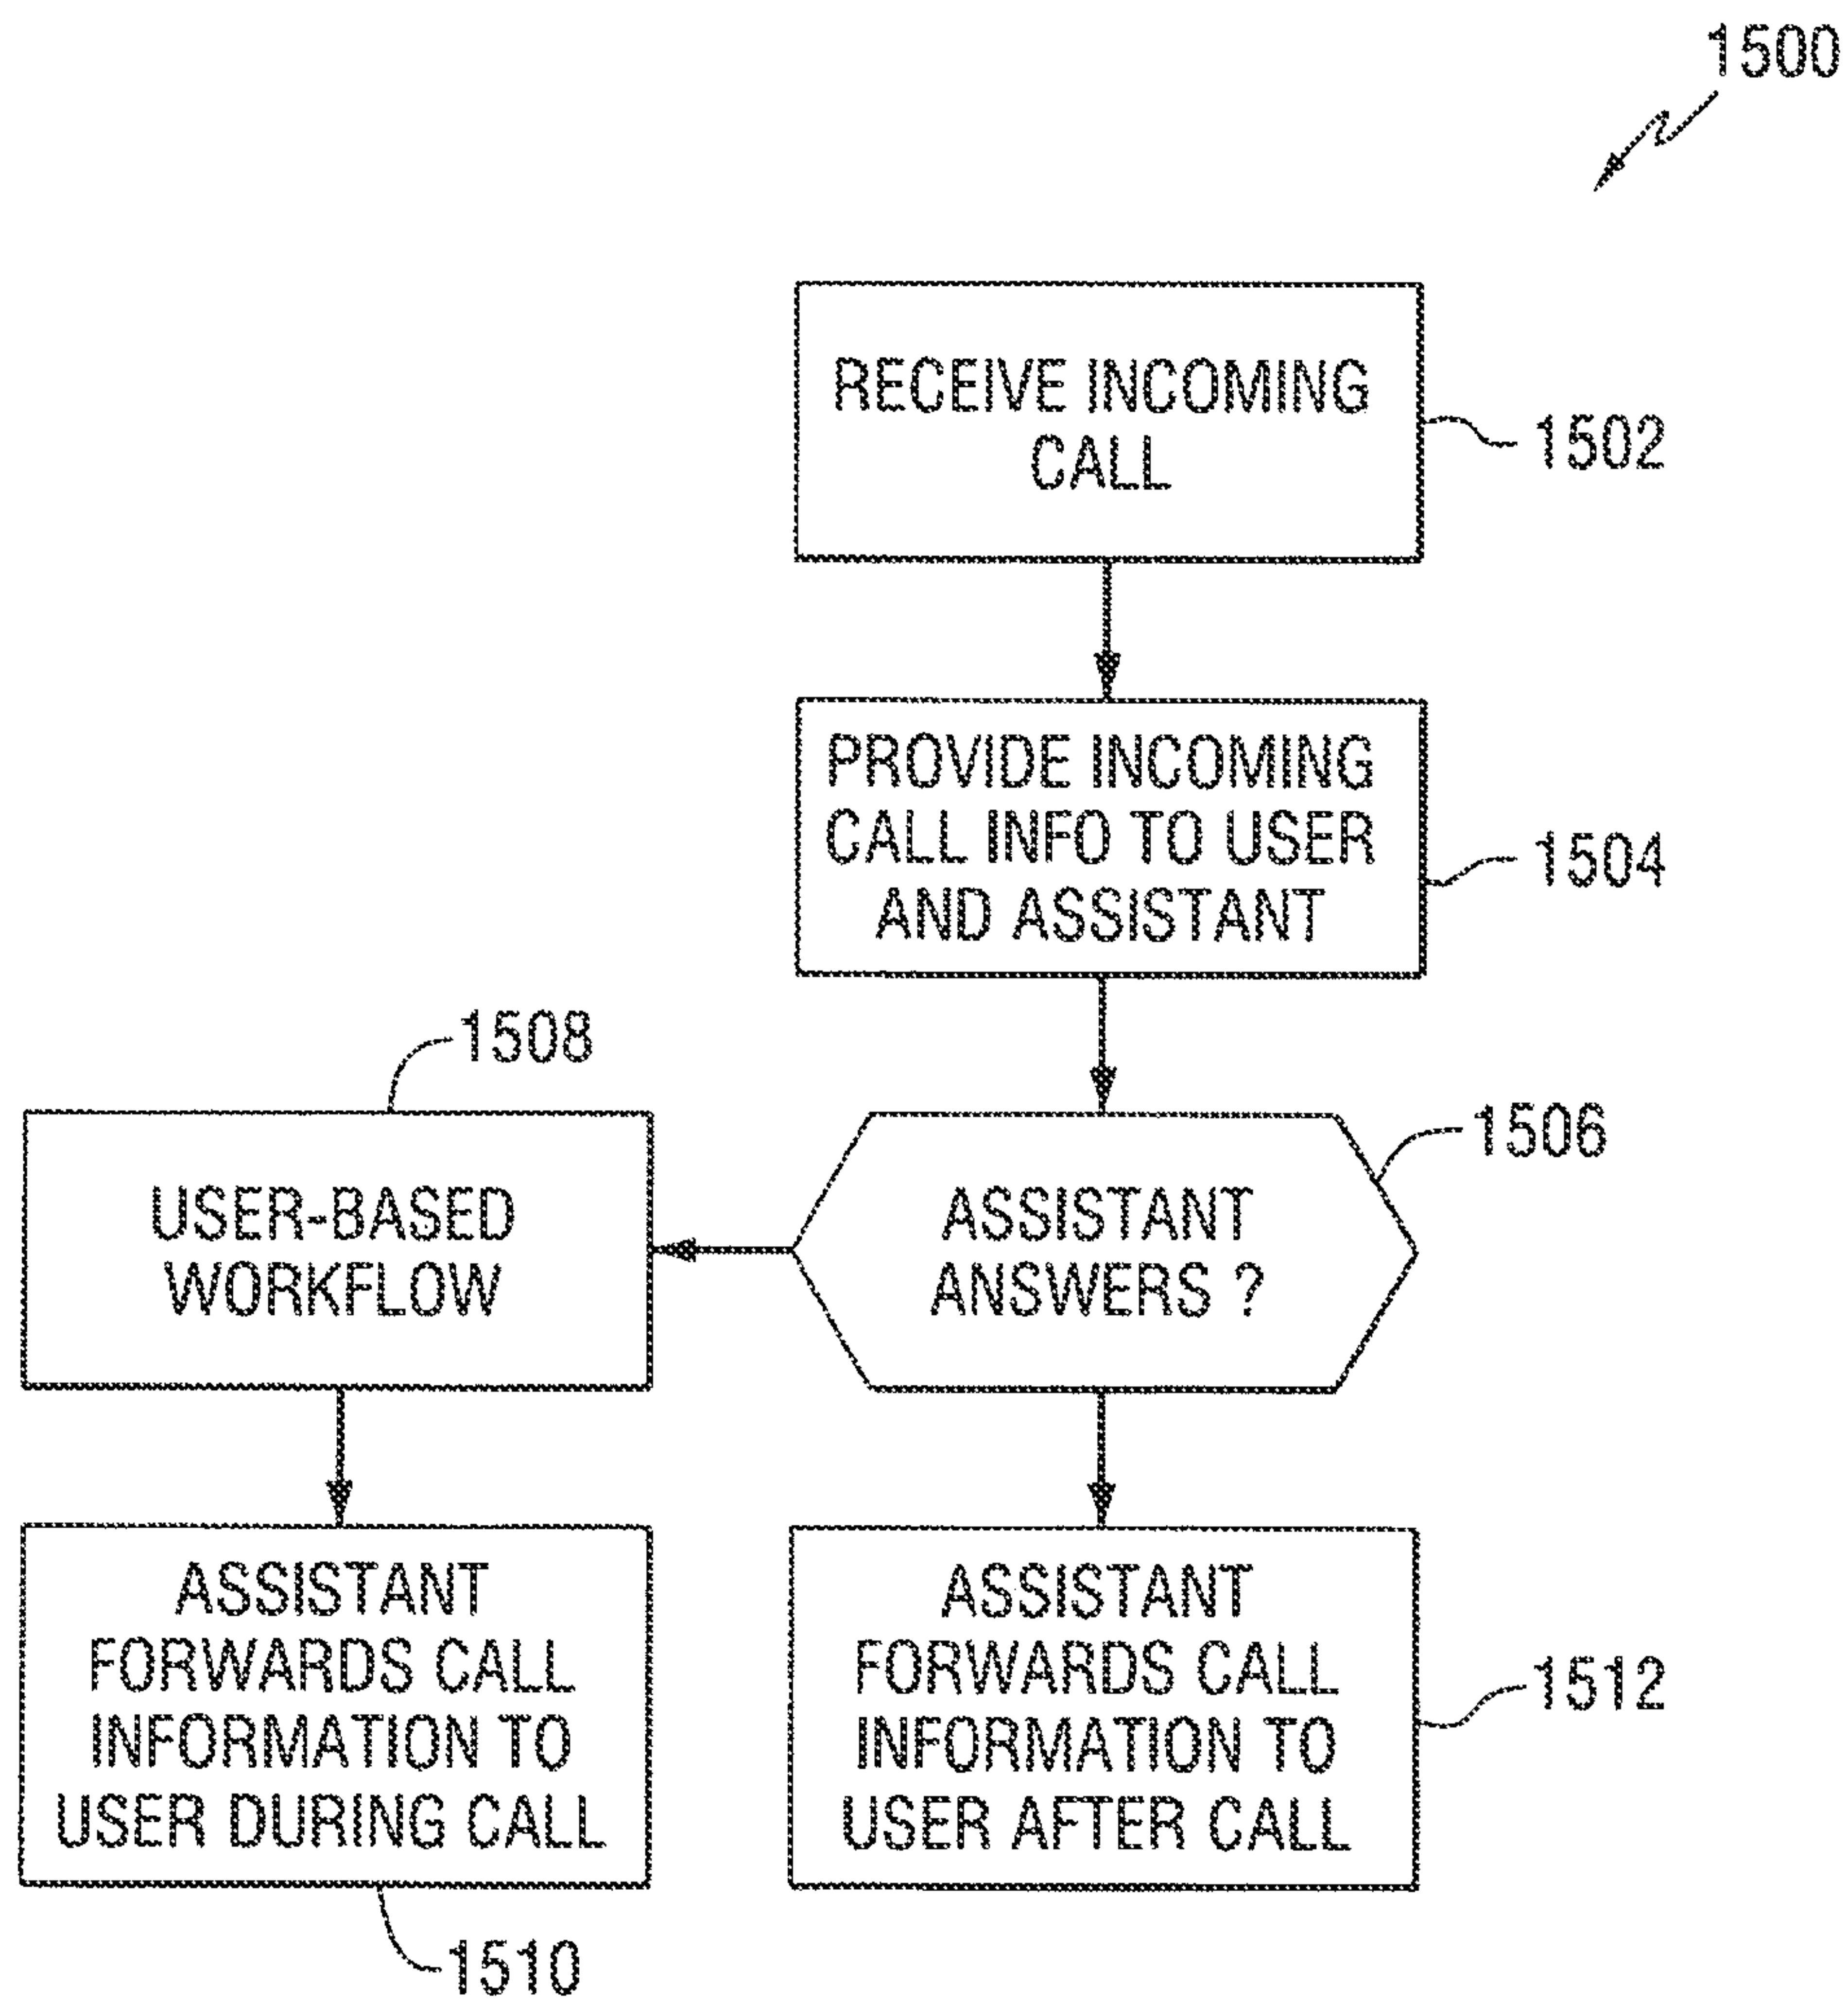 1500
RECEIVE INCOMING
CALL
1502
PROVIDE INCOMING
CALL INFO TO USER
AND ASSISTANT
1504
1508
USER-BASED
WORKFLOW
ASSISTANT
ANSWERS ?
1506
ASSISTANT
FORWARDS CALL
INFORMATION TO
USER DURING CALL
1510
ASSISTANT
FORWARDS CALL
INFORMATION TO
USER AFTER CALL
1512